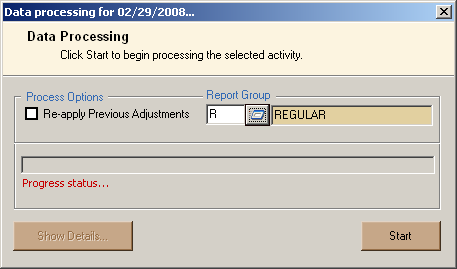 Data processing for 02/29/2008...
Data Processing
Click Start to begin processing the selected activity.
Process Options
Report Group
Re-apply Previous Adjustments
R
REGULAR
Progress status...
Show Details...
Start